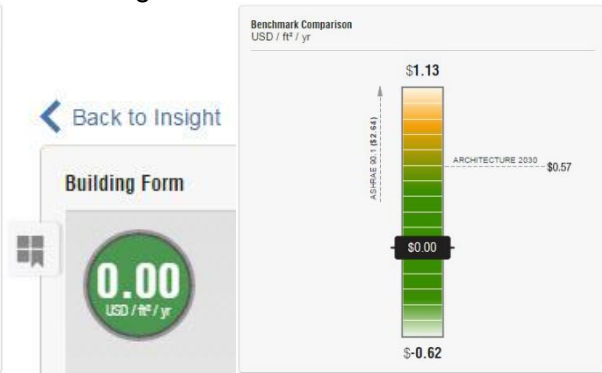 Back to Insight
Building Form
0.00
USD / ft² / yr
Benchmark Comparison
USD / ft² / yr
$1.13
ASHRAE 90.1 ($2.64)
ARCHITECTURE 2030
$0.57
$0.00
$-0.62